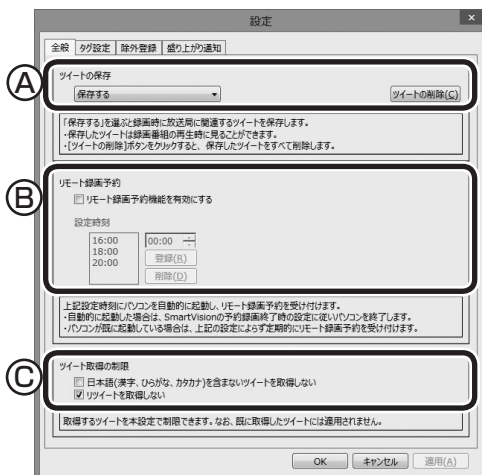 設定
×
全般 タグ設定 除外登録 盛り上がり通知
A
ツイートの保存
保存する
ツイートの削除(C)
「保存する」を選ぶと録画時に放送局に関連するツイートを保存します。
・保存したツイートは録画番組の再生時に見ることができます。
・[ツイートの削除]ボタンをクリックすると、保存したツイートをすべて削除します。
B
リモート録画予約
リモート録画予約機能を有効にする
設定時刻
16:00
18:00
20:00
00:00
登録(R)
削除(D)
上記設定時刻にパソコンを自動的に起動し、リモート録画予約を受け付けます。
・自動的に起動した場合は、SmartVisionの予約録画終了時の設定に従いパソコンを終了します。
・パソコンが既に起動している場合は、上記の設定によらず定期的にリモート録画予約を受け付けます。
C
ツイート取得の制限
日本語(漢字、ひらがな、カタカナ)を含まないツイートを取得しない
リツイートを取得しない
取得するツイートを本設定で制限できます。なお、既に取得したツイートには適用されません。
OK キャンセル 適用(A)